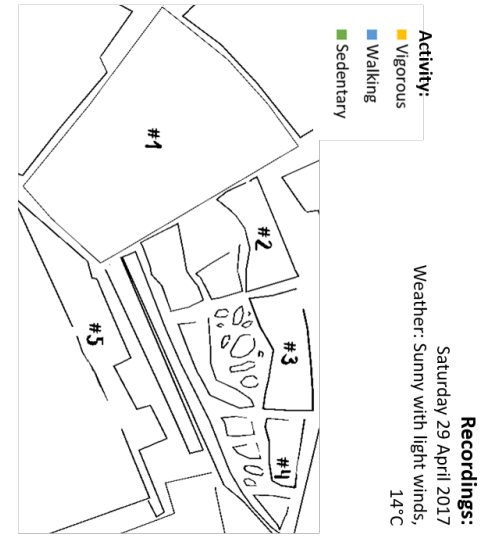 Recordings:
Saturday 29 April 2017
Weather: Sunny with light winds,
14°C
Activity:
Vigorous
Walking
Sedentary
#1
#2
#3
#4
#5